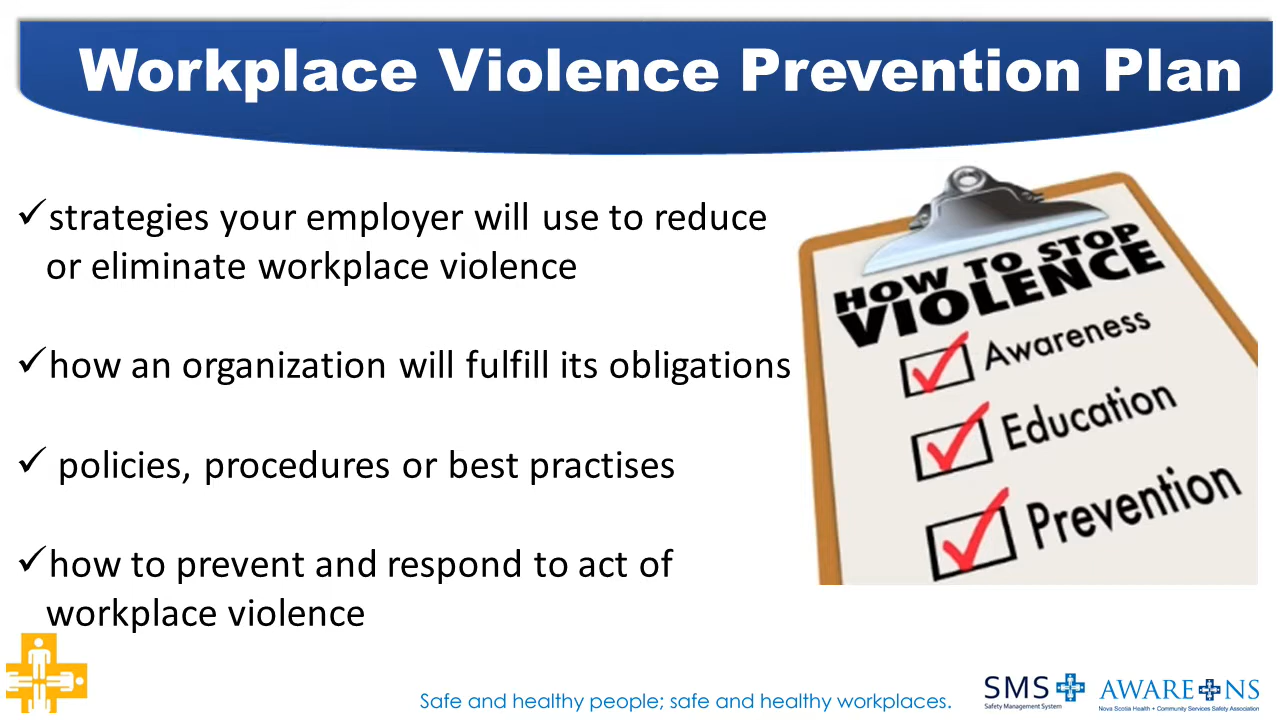 Workplace Violence Prevention Plan
✓strategies your employer will use to reduce
or eliminate workplace violence
✓how an organization will fulfill its obligations
✓ policies, procedures or best practises
✓how to prevent and respond to act of
workplace violence
HOW TO STOP
VIOLENCE
Awareness
Education
Prevention
Safe and healthy people; safe and healthy workplaces.
SMS
Safety Management System
AWARE-NS
Nova Scotia Health + Community Services Safety Association